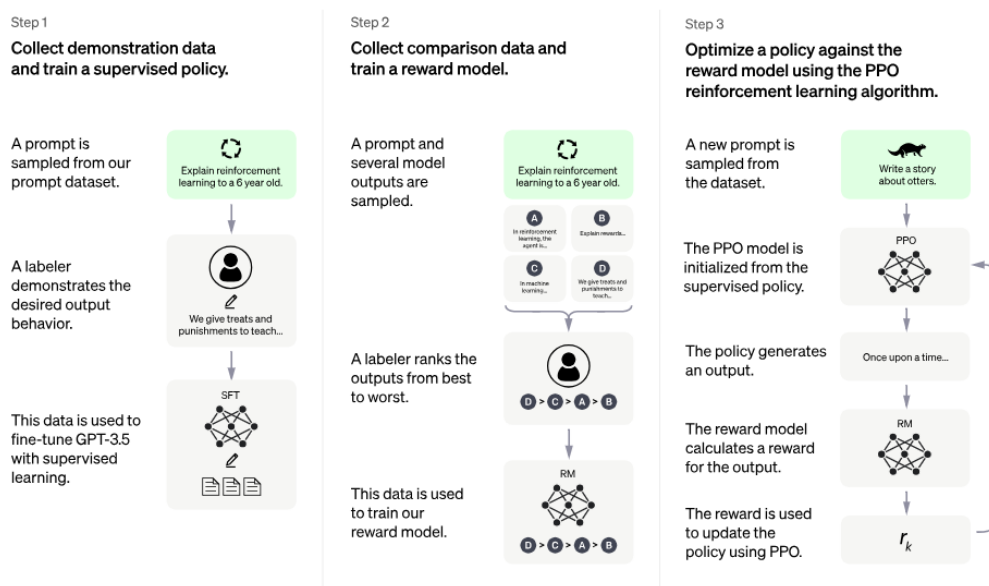 Step 1
Collect demonstration data
and train a supervised policy.
A prompt is
sampled from our
prompt dataset.
Explain reinforcement
learning to a 6 year old.
A labeler
demonstrates the
desired output
behavior.
We give treats and
punishments to teach...
This data is used to
fine-tune GPT-3.5
with supervised
learning.
SFT
Step 2
Collect comparison data and
train a reward model.
A prompt and
several model
outputs are
sampled.
Explain reinforcement
learning to a 6 year old.
A
In reinforcement
learning, the
agent is...
B
Explain rewards...
C
In machine
learning...
D
We give treats and
punishments to
teach...
A labeler ranks the
outputs from best
to worst.
D > C > A > B
This data is used
to train our
reward model.
RM
D > C > A > B
Step 3
Optimize a policy against the
reward model using the PPO
reinforcement learning algorithm.
A new prompt is
sampled from
the dataset.
Write a story
about otters.
The PPO model is
initialized from the
supervised policy.
PPO
The policy generates
an output.
Once upon a time...
The reward model
calculates a reward
for the output.
RM
The reward is used
to update the
policy using PPO.
rk